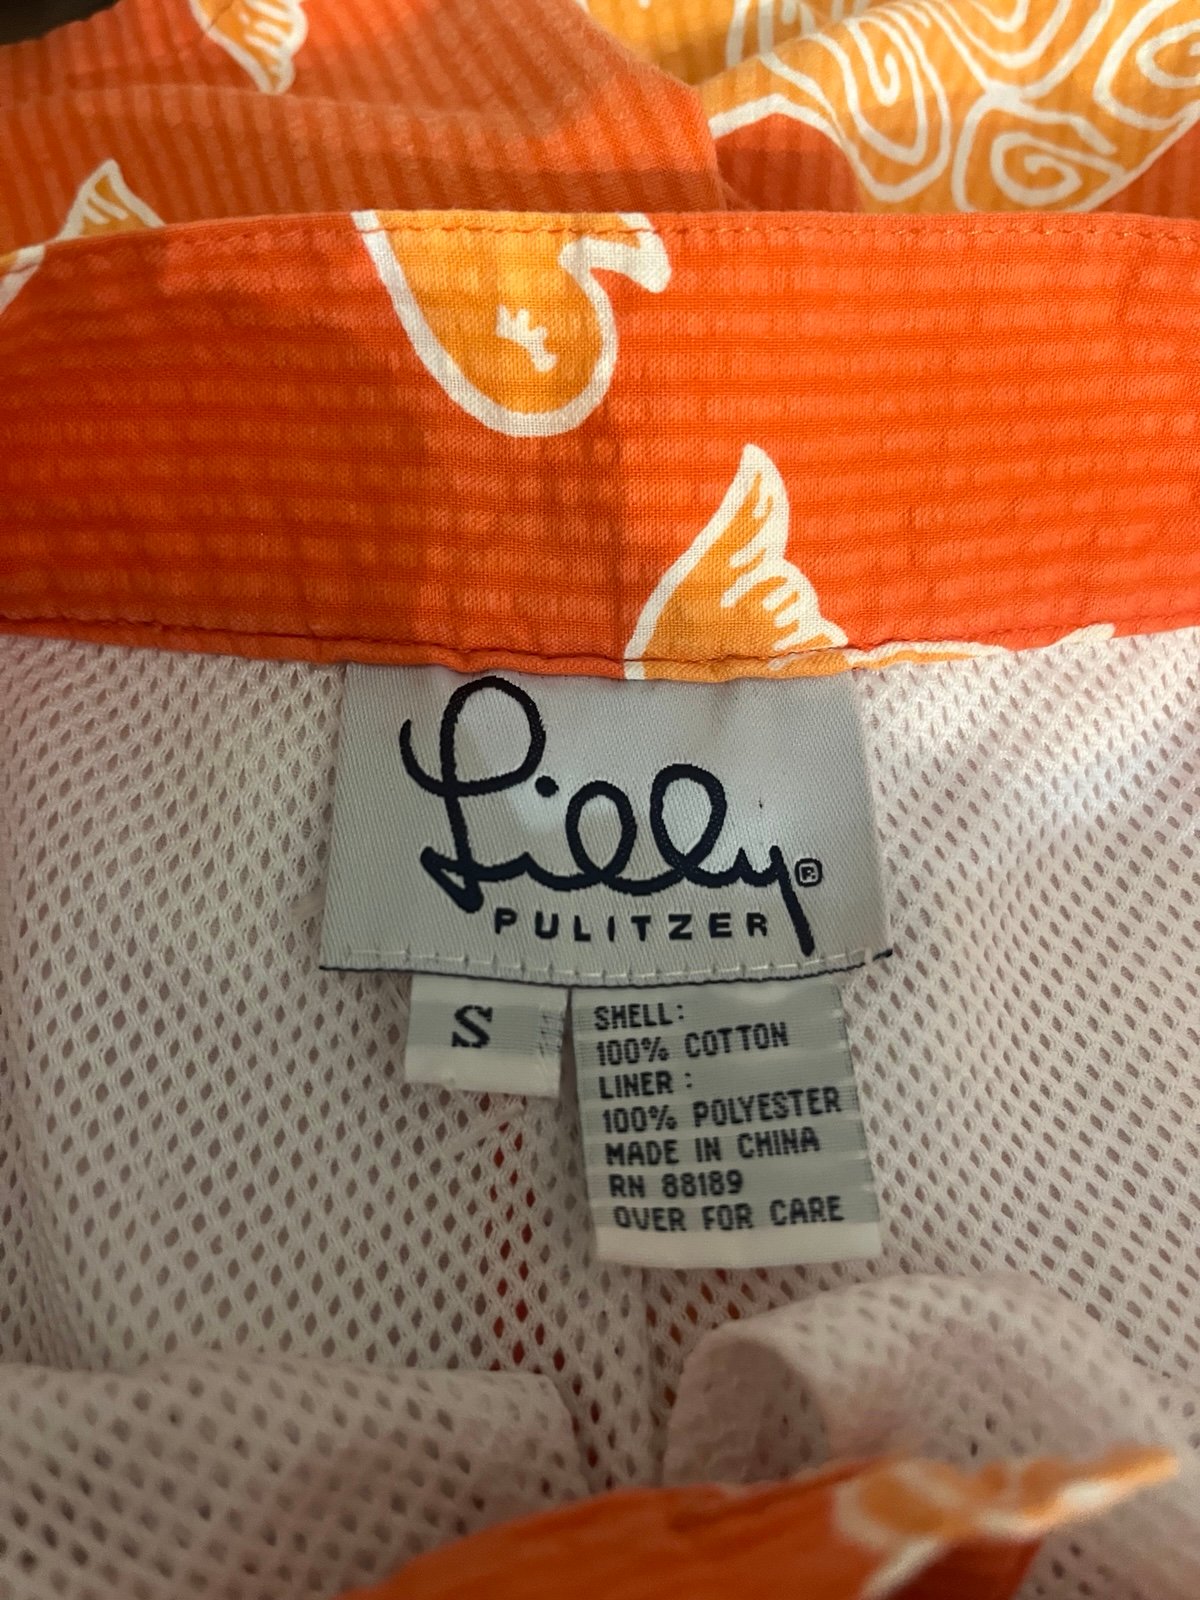 Lilly®
PULITZER
S
SHELL:
100% COTTON
LINER :
100% POLYESTER
MADE IN CHINA
RN 88189
OVER FOR CARE